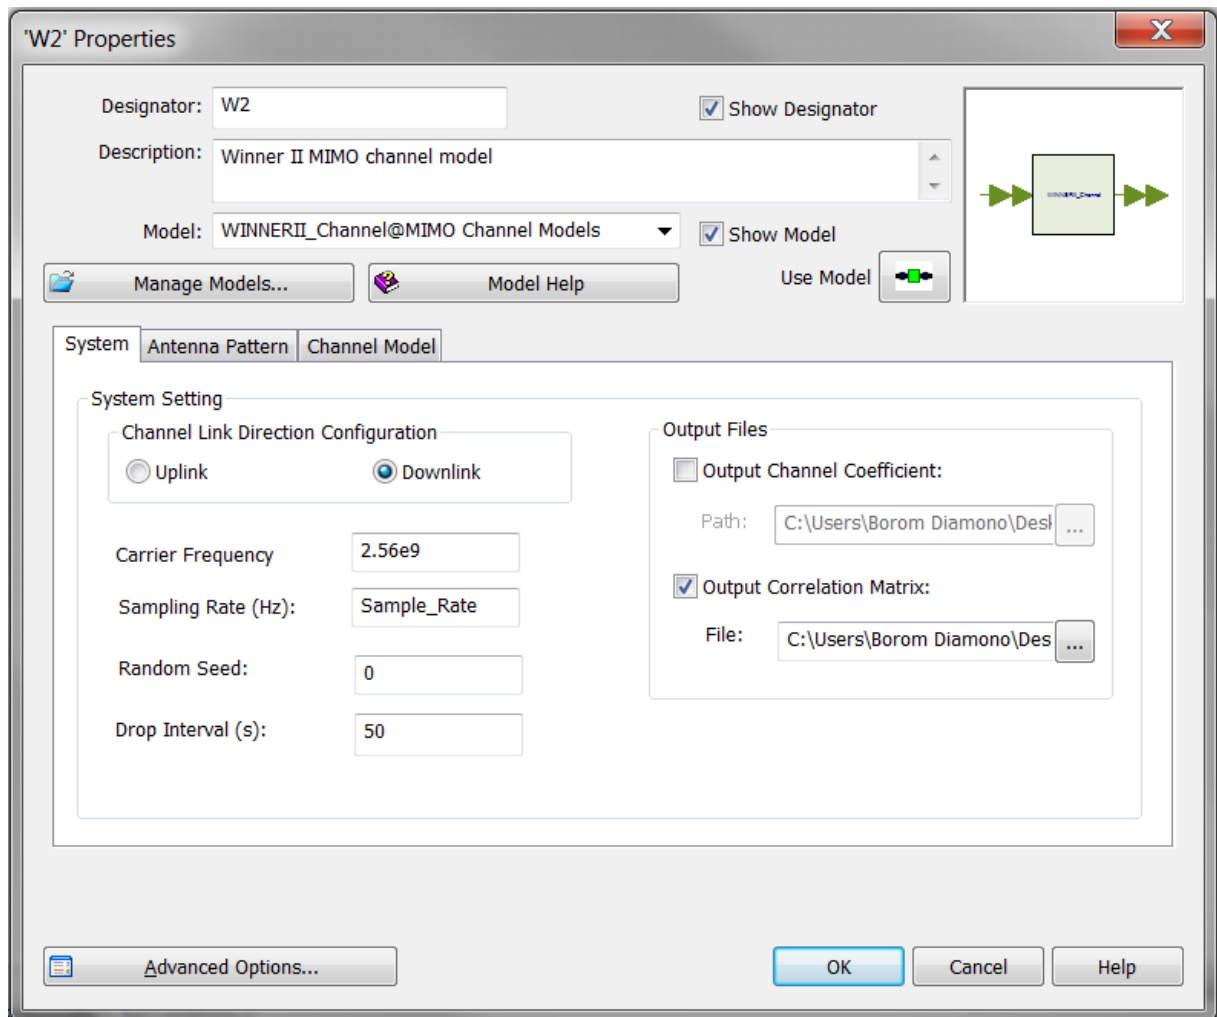 'W2' Properties
X
Designator: W2
Show Designator
Description: Winner II MIMO channel model
Model: WINNERII_Channel@MIMO Channel Models
Show Model
WINNERII_Channel
Manage Models...
Model Help
Use Model
System
Antenna Pattern
Channel Model
System Setting
Channel Link Direction Configuration
Uplink
Downlink
Carrier Frequency 2.56e9
Sampling Rate (Hz): Sample_Rate
Random Seed: 0
Drop Interval (s): 50
Output Files
Output Channel Coefficient:
Path: C:\Users\Borom Diamono\Desk ...
Output Correlation Matrix:
File: C:\Users\Borom Diamono\Des ...
Advanced Options...
OK
Cancel
Help